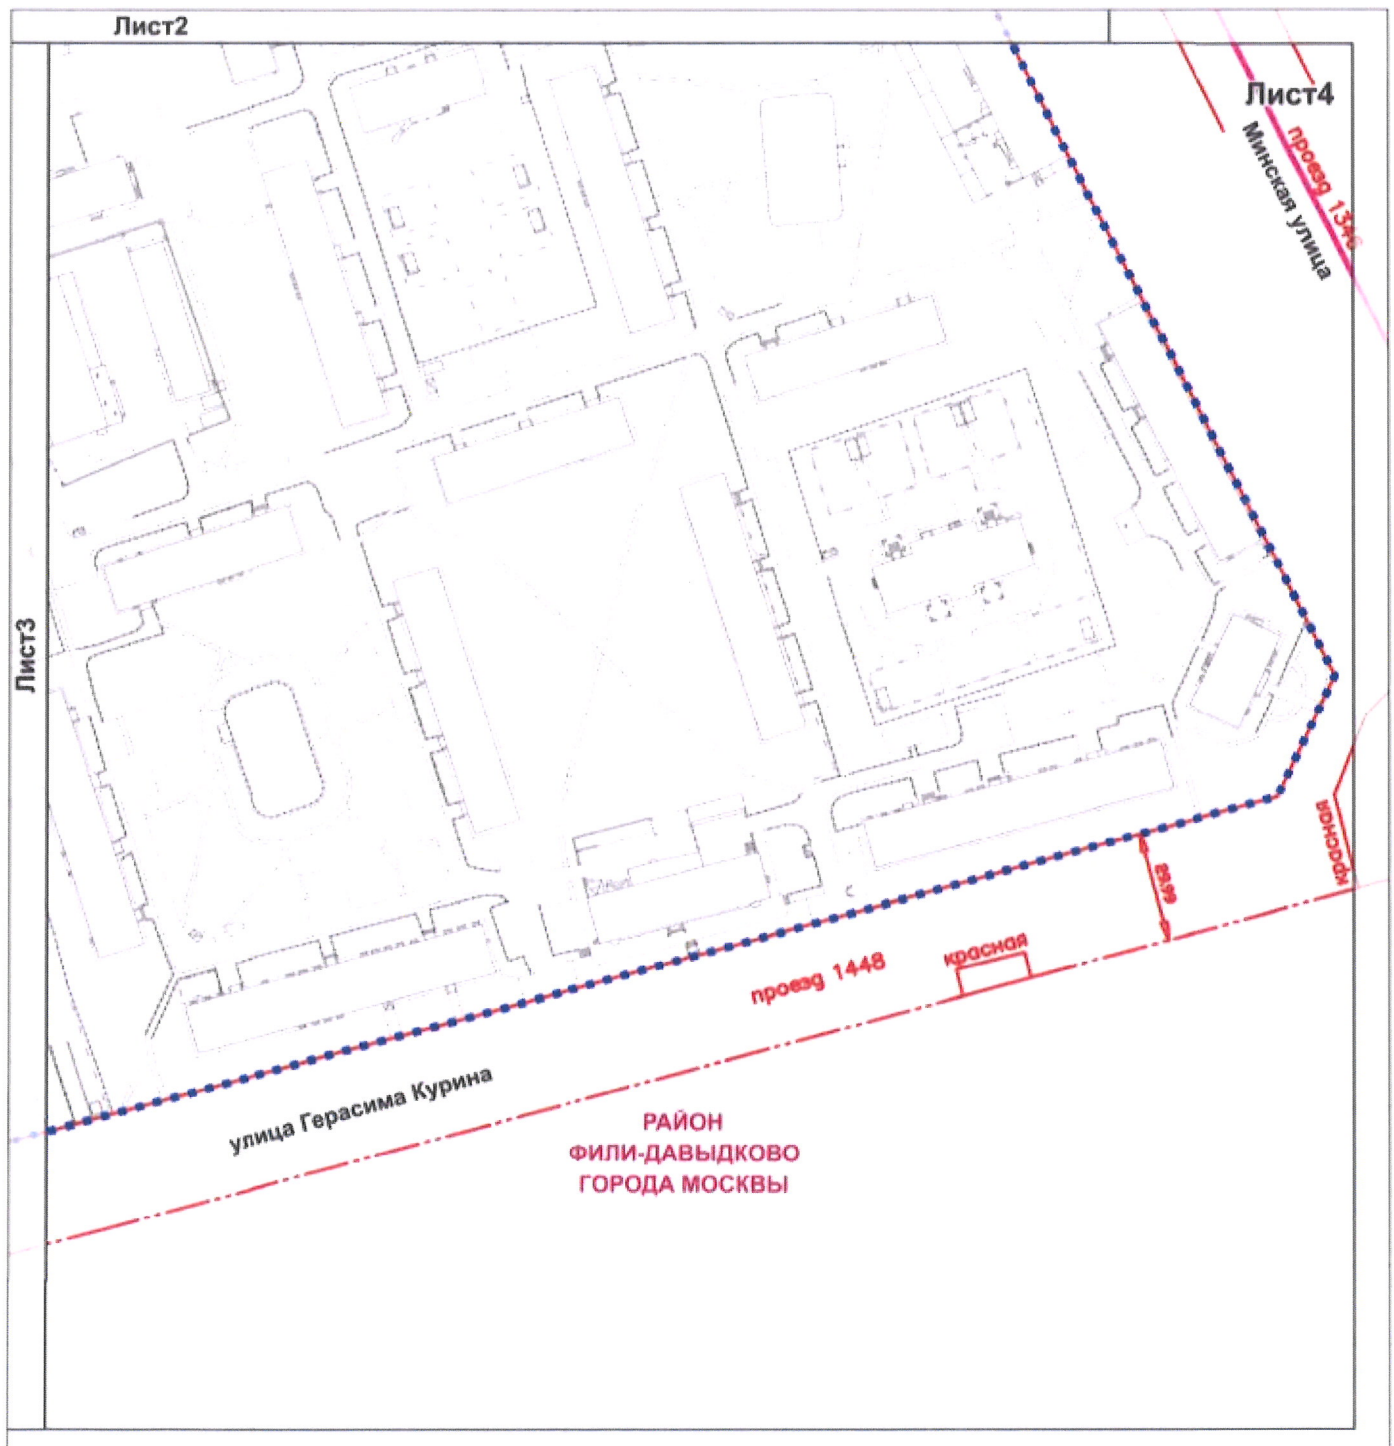 Лист2
Лист4
проезд 1346
Минская улица
Лист3
красная
проезд 1448
красная
улица Герасима Курина
РАЙОН
ФИЛИ-ДАВЫДКОВО
ГОРОДА МОСКВЫ